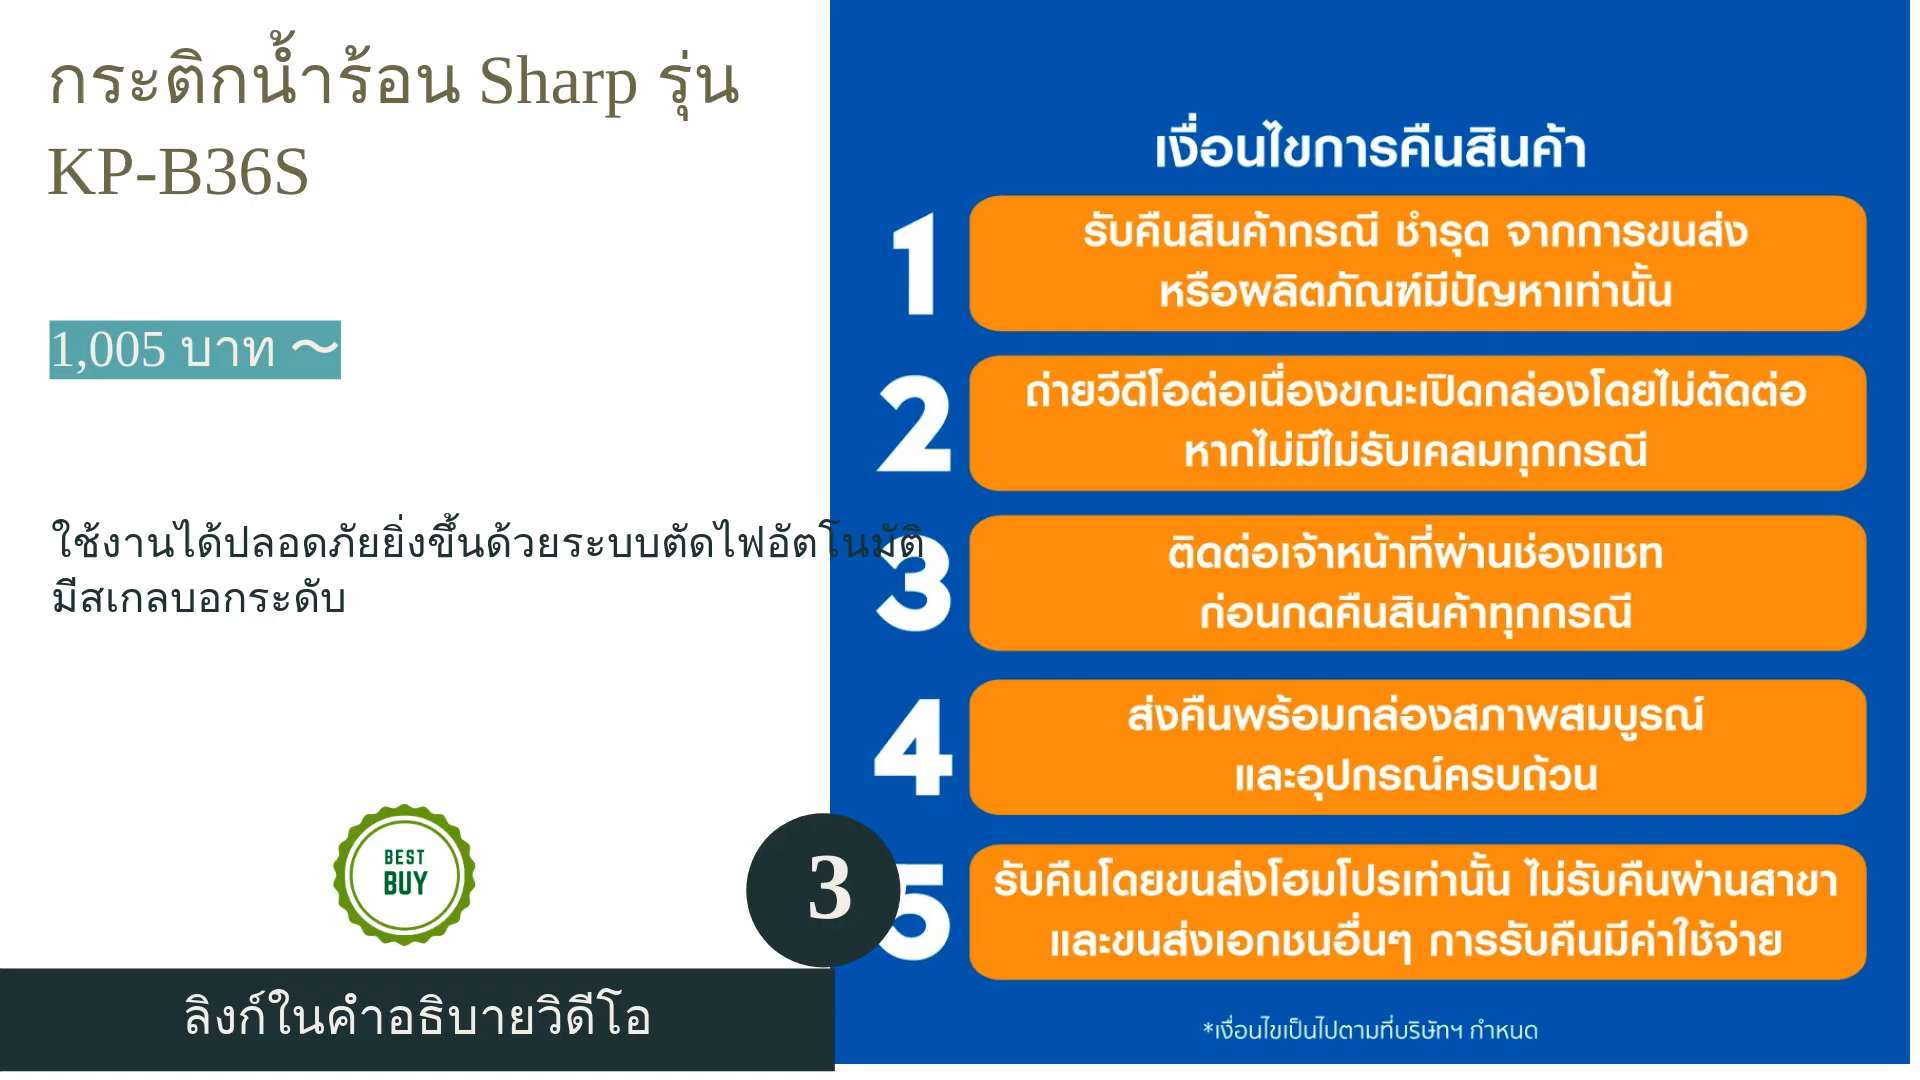 กระติกน้ำร้อน Sharp รุ่น
KP-B36S
1,005 บาท ～
ใช้งานได้ปลอดภัยยิ่งขึ้นด้วยระบบตัดไฟอัตโนมัติ
มีสเกลบอกระดับ
BEST
BUY
3
ลิงก์ในคำอธิบายวิดีโอ
เงื่อนไขการคืนสินค้า
1
รับคืนสินค้ากรณี ชำรุด จากการขนส่ง
หรือผลิตภัณฑ์มีปัญหาเท่านั้น
2
ถ่ายวีดีโอต่อเนื่องขณะเปิดกล่องโดยไม่ตัดต่อ
หากไม่มีไม่รับเคลมทุกกรณี
3
ติดต่อเจ้าหน้าที่ผ่านช่องแชท
ก่อนกดคืนสินค้าทุกกรณี
4
ส่งคืนพร้อมกล่องสภาพสมบูรณ์
และอุปกรณ์ครบถ้วน
5
รับคืนโดยขนส่งโฮมโปรเท่านั้น ไม่รับคืนผ่านสาขา
และขนส่งเอกชนอื่นๆ การรับคืนมีค่าใช้จ่าย
*เงื่อนไขเป็นไปตามที่บริษัทฯ กำหนด